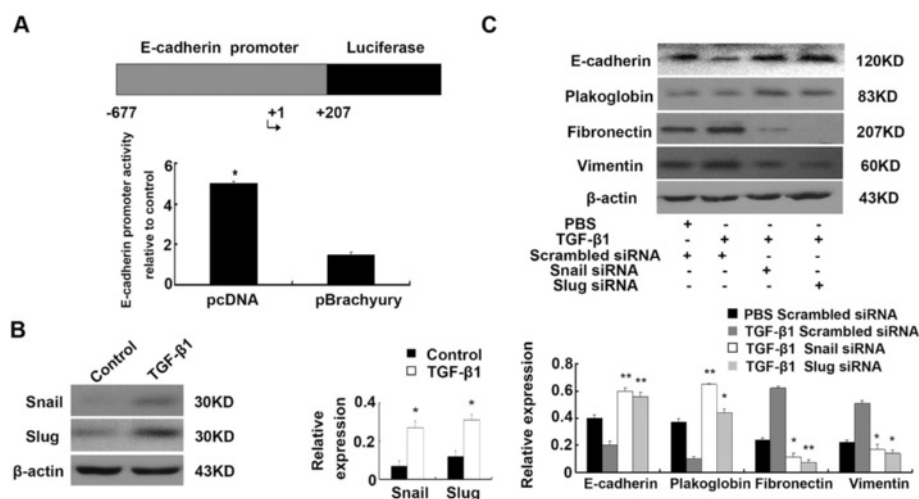 A
E-cadherin promoter
Luciferase
-677
+1
+207
E-cadherin promoter activity
relative to control
6
4
2
0
*
pcDNA
pBrachyury
B
Control
TGF-β1
Snail
30KD
Slug
30KD
β-actin
43KD
Control
TGF-β1
Relative
expression
0.4
0.2
0
*
*
Snail
Slug
C
E-cadherin
120KD
Plakoglobin
83KD
Fibronectin
207KD
Vimentin
60KD
β-actin
43KD
PBS + - - -
TGF-β1 - + + +
Scrambled siRNA + + - -
Snail siRNA - - + -
Slug siRNA - - - +
PBS Scrambled siRNA
TGF-β1 Scrambled siRNA
TGF-β1 Snail siRNA
TGF-β1 Slug siRNA
Relative expression
0.8
0.6
0.4
0.2
0
** **
** *
* **
* *
E-cadherin
Plakoglobin
Fibronectin
Vimentin